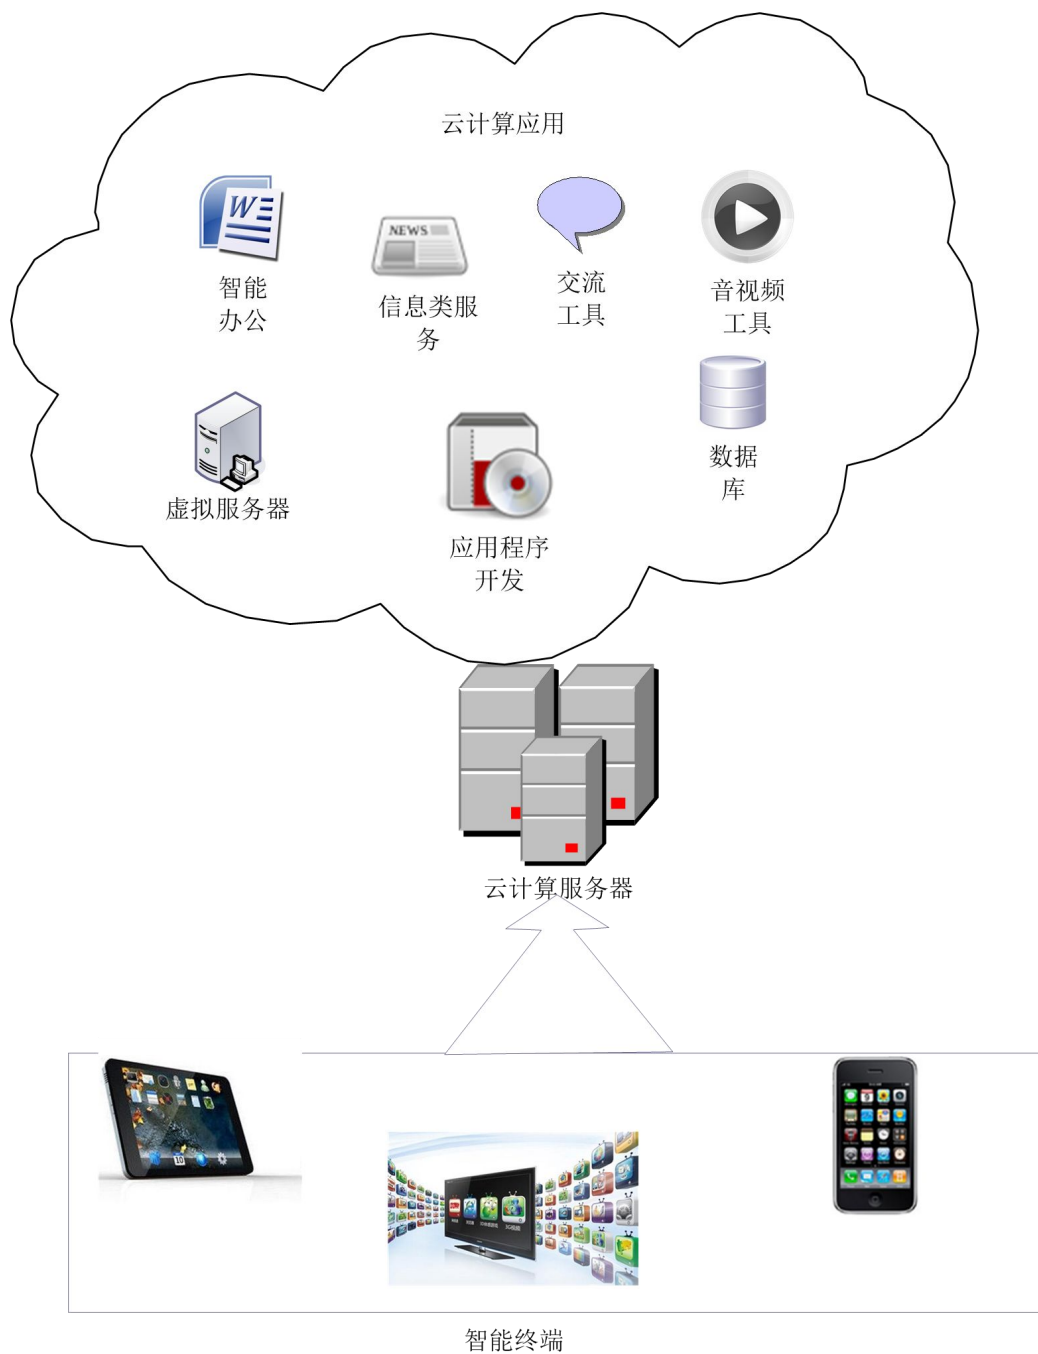 云计算应用
W
NEWS
智能
办公
信息类服
务
交流
工具
音视频
工具
虚拟服务器
应用程序
开发
数据
库
云计算服务器
智能终端